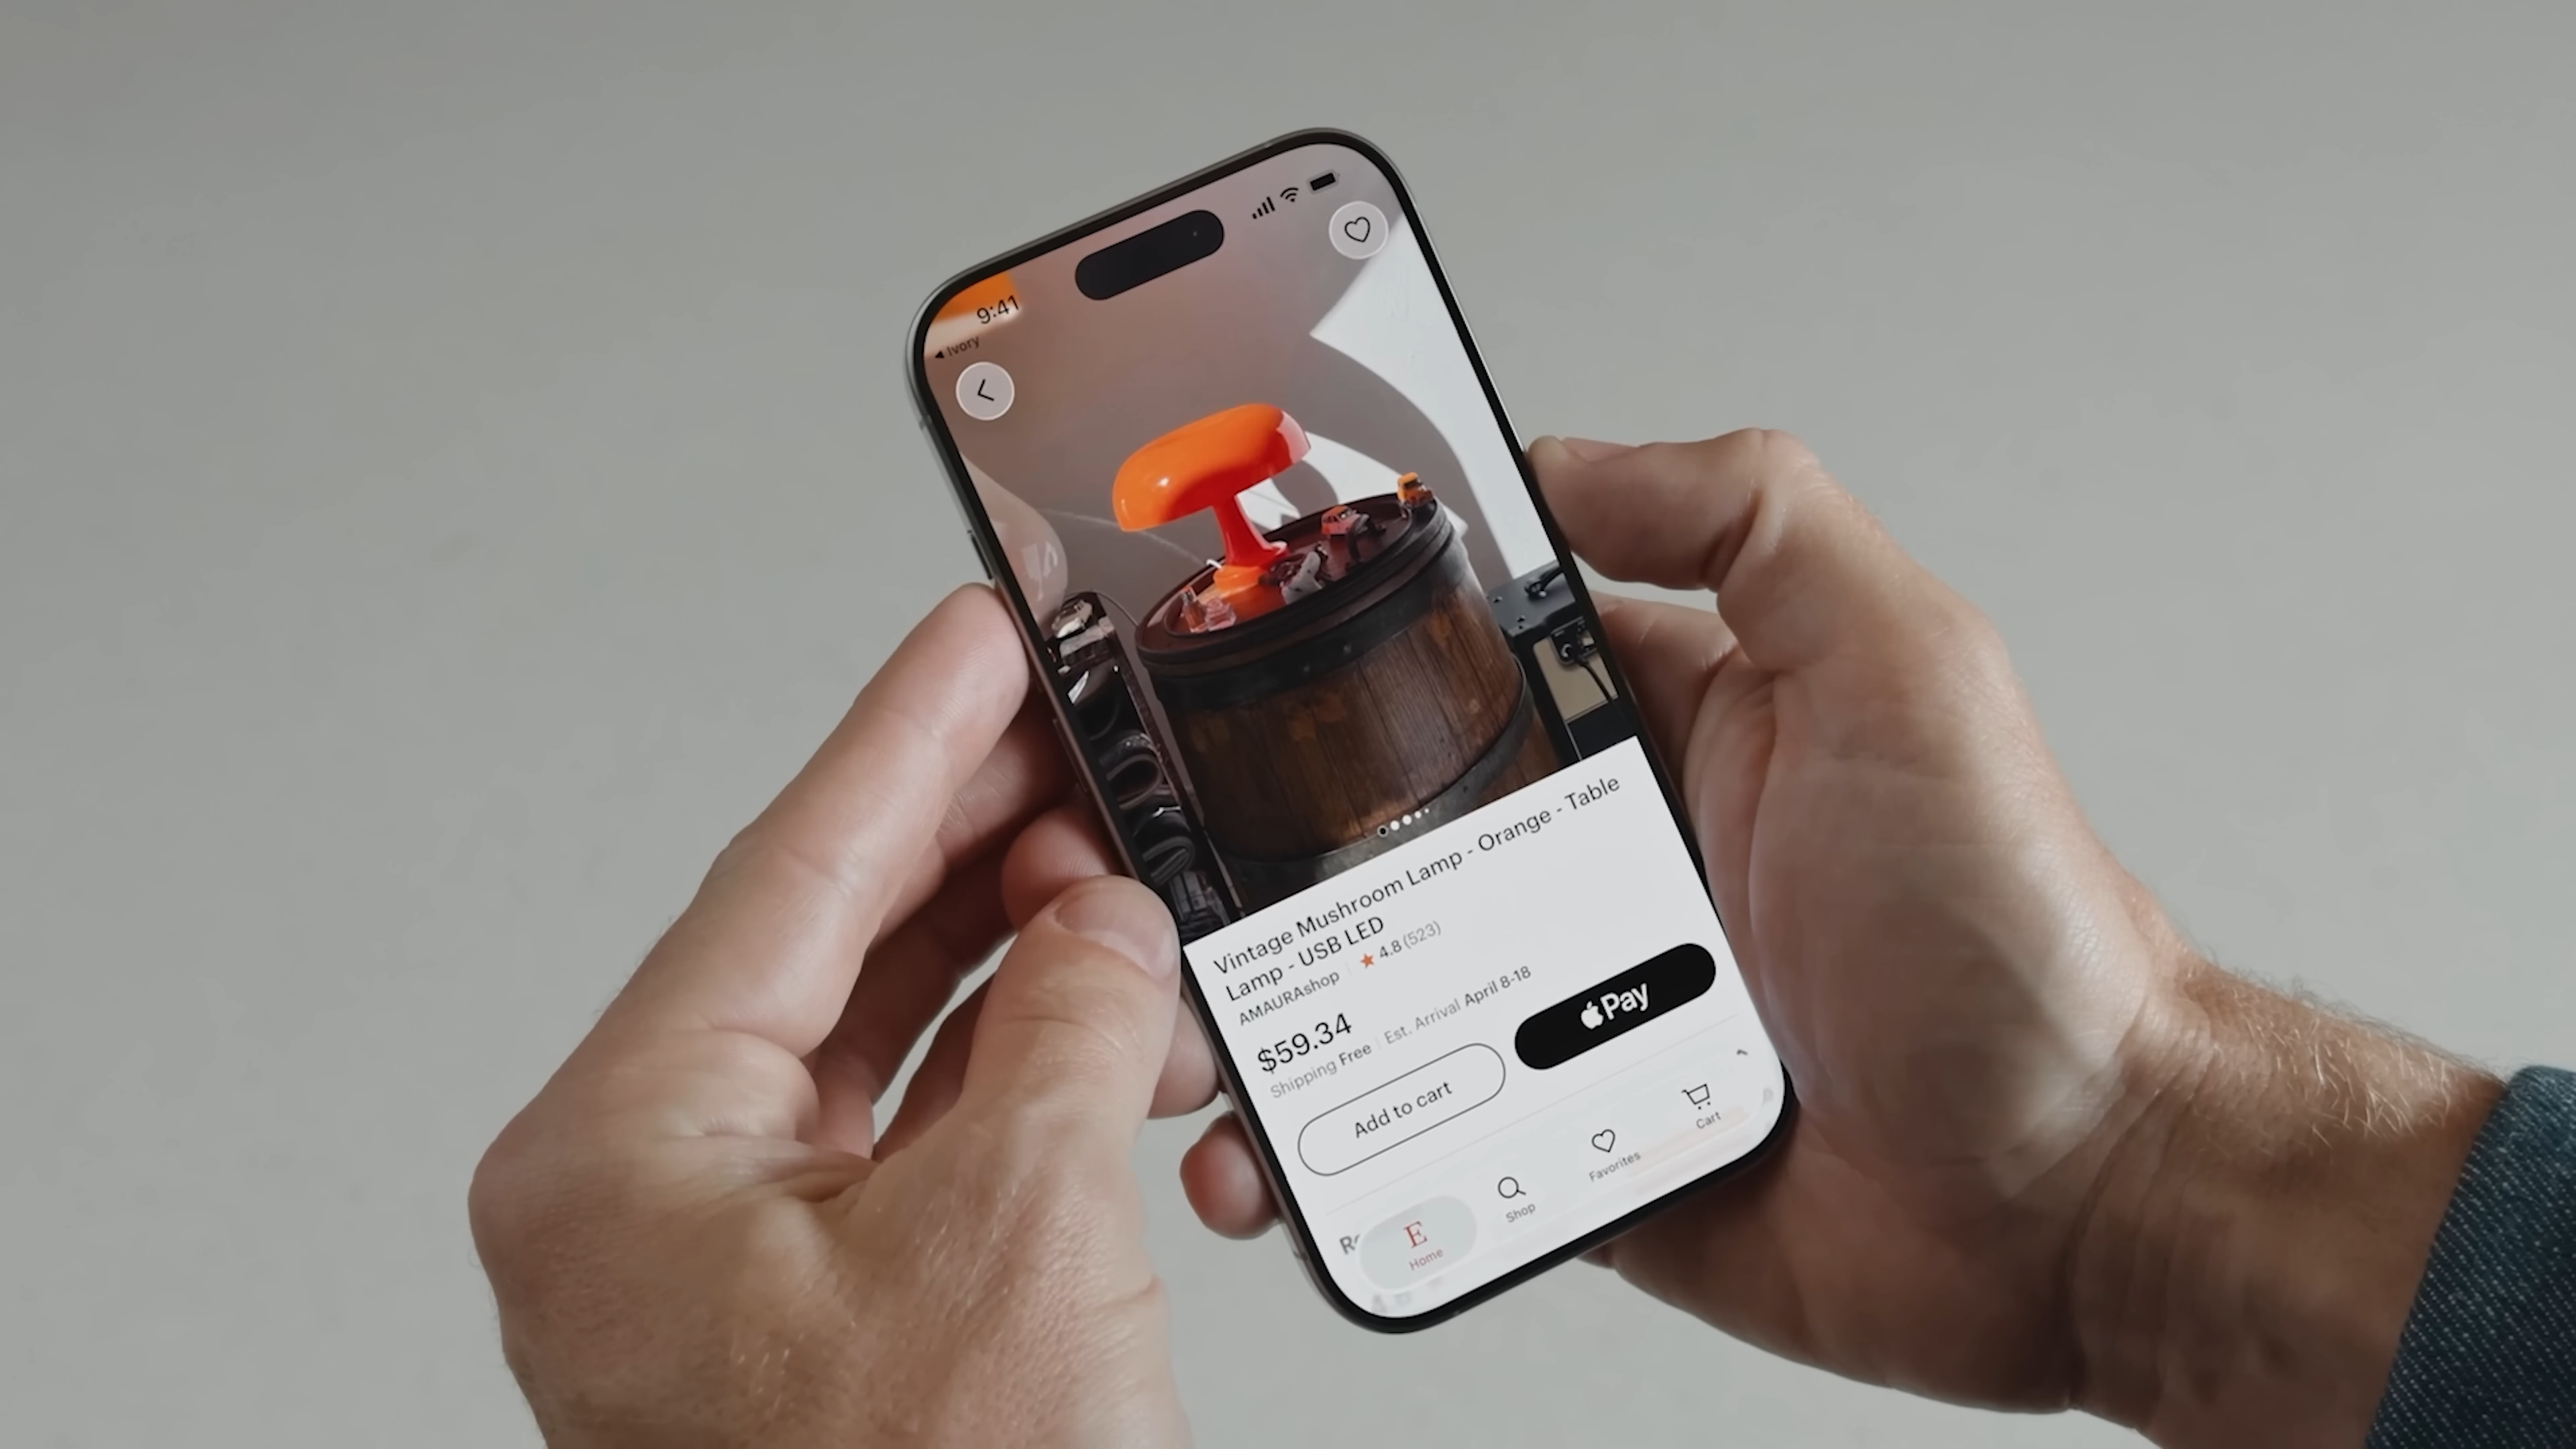 9:41
◀ Ivory
Vintage Mushroom Lamp - Orange - Table
Lamp - USB LED
AMAURAshop | ★ 4.8 (523)
$59.34
Shipping Free | Est. Arrival April 8-18
Add to cart
Pay
Re
E
Home
Shop
Favorites
Cart